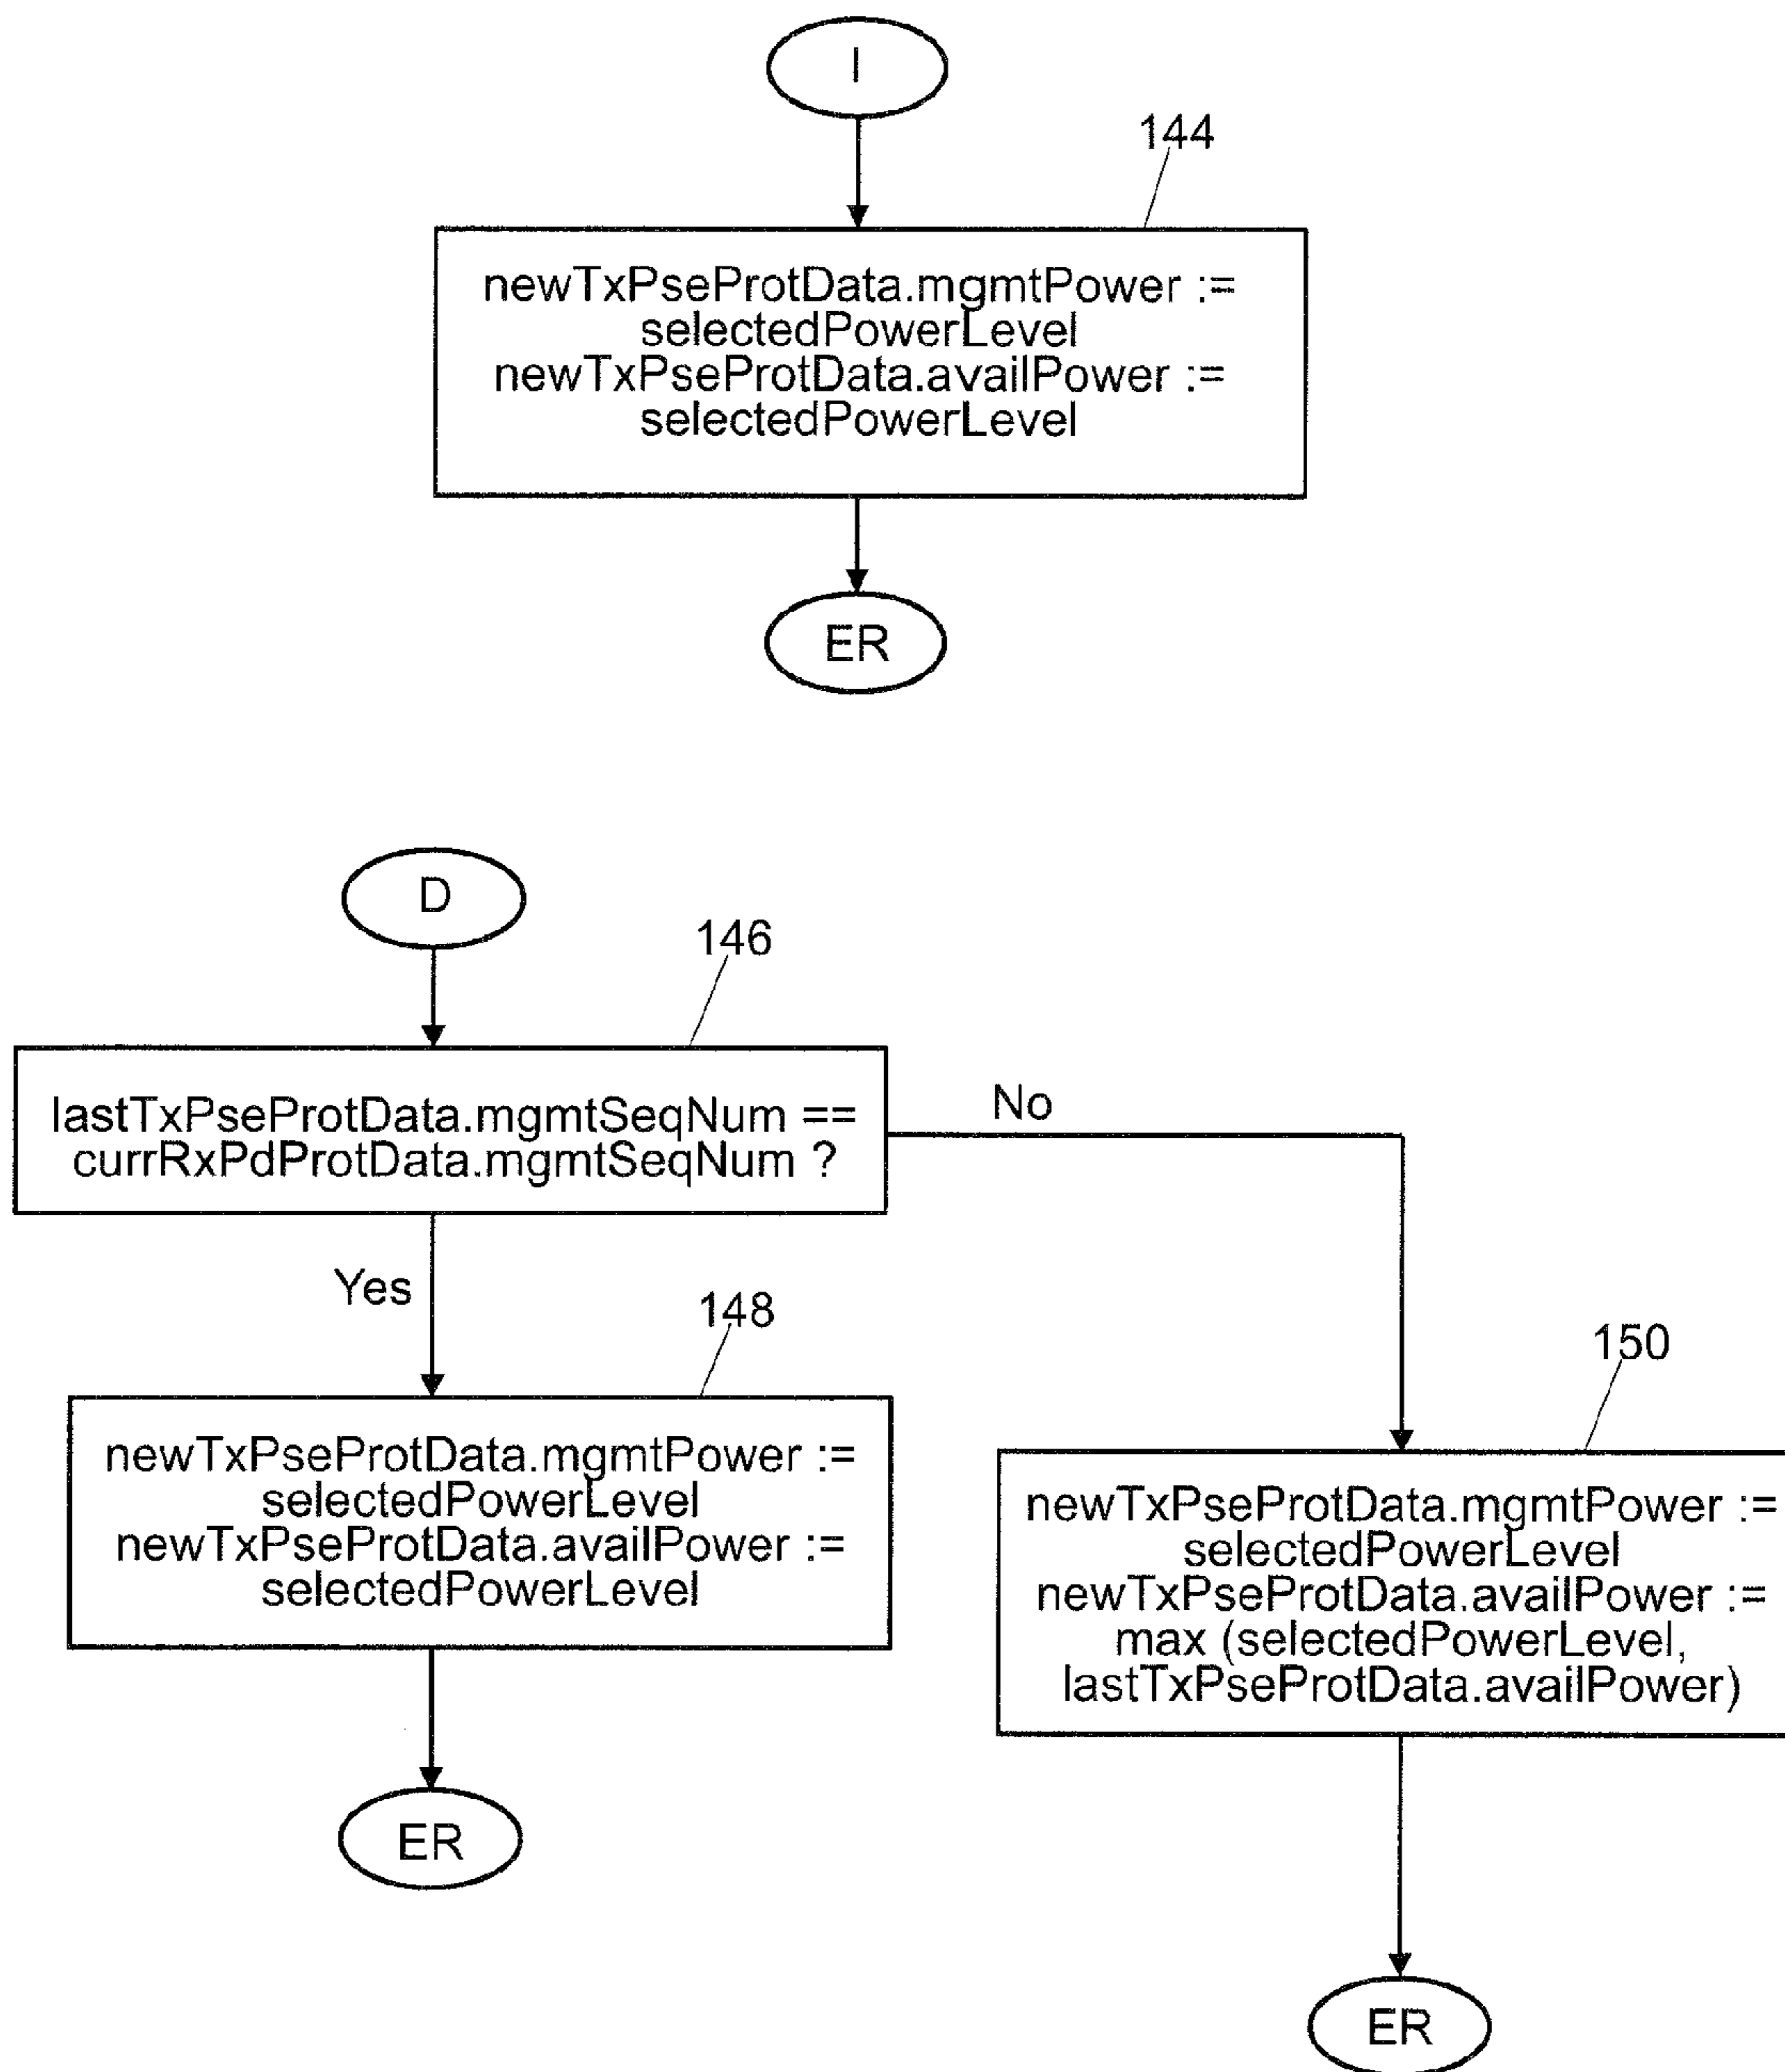 I
144
newTxPseProtData.mgmtPower :=
selectedPowerLevel
newTxPseProtData.availPower :=
selectedPowerLevel
ER
D
146
lastTxPseProtData.mgmtSeqNum ==
currRxPdProtData.mgmtSeqNum ?
No
Yes
148
newTxPseProtData.mgmtPower :=
selectedPowerLevel
newTxPseProtData.availPower :=
selectedPowerLevel
ER
150
newTxPseProtData.mgmtPower :=
selectedPowerLevel
newTxPseProtData.availPower :=
max (selectedPowerLevel,
lastTxPseProtData.availPower)
ER